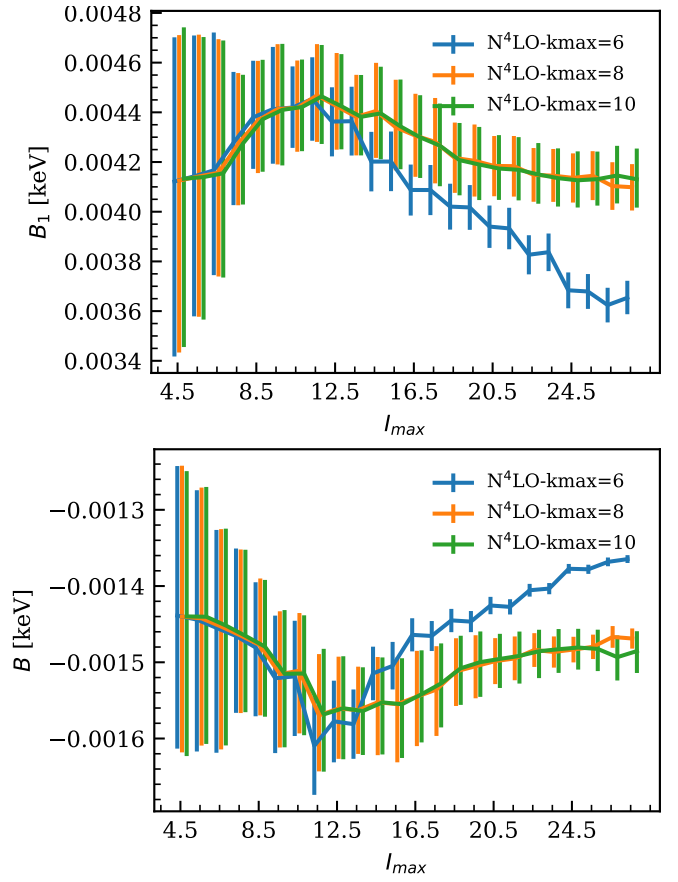 0.0048
0.0046
0.0044
0.0042
0.0040
0.0038
0.0036
0.0034
B₁ [keV]
N⁴LO-kmax=6
N⁴LO-kmax=8
N⁴LO-kmax=10
4.5 8.5 12.5 16.5 20.5 24.5
Iₘₐₓ
−0.0013
−0.0014
−0.0015
−0.0016
B [keV]
N⁴LO-kmax=6
N⁴LO-kmax=8
N⁴LO-kmax=10
4.5 8.5 12.5 16.5 20.5 24.5
Iₘₐₓ